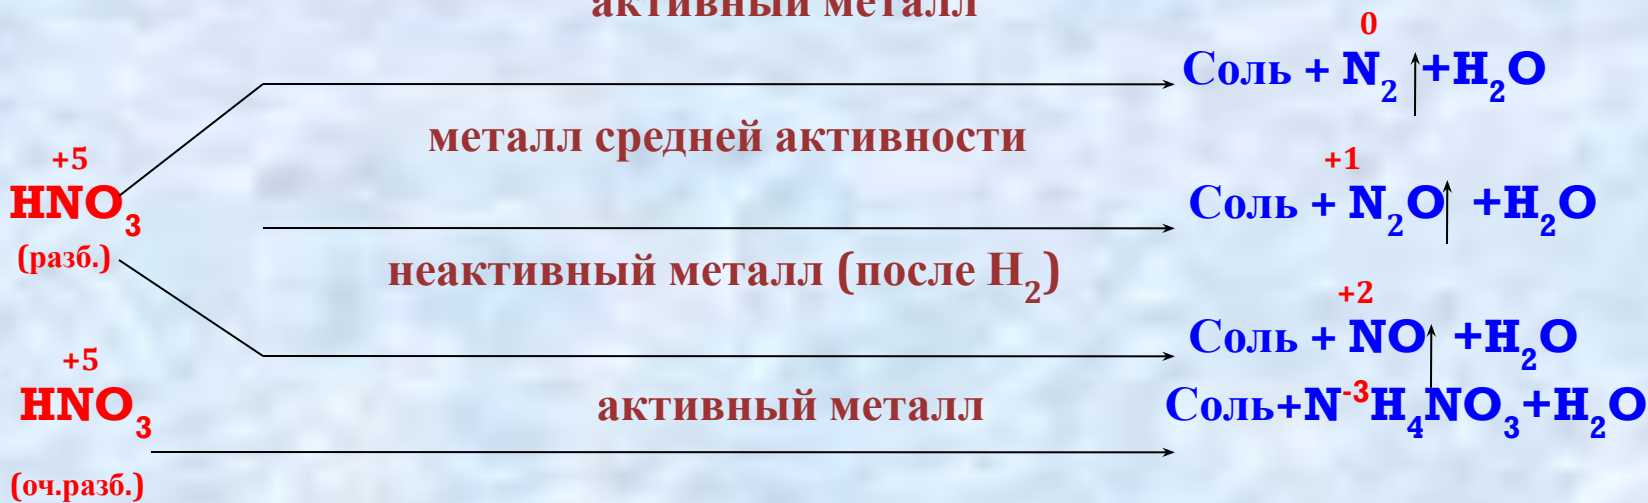 активный металл
0
Соль + N₂ ↑+H₂O
металл средней активности
+5
+1
HNO₃
Соль + N₂O↑ +H₂O
(разб.)
неактивный металл (после H₂)
+2
Соль + NO↑ +H₂O
+5
HNO₃
активный металл
Соль+N⁻³H₄NO₃+H₂O
(оч.разб.)